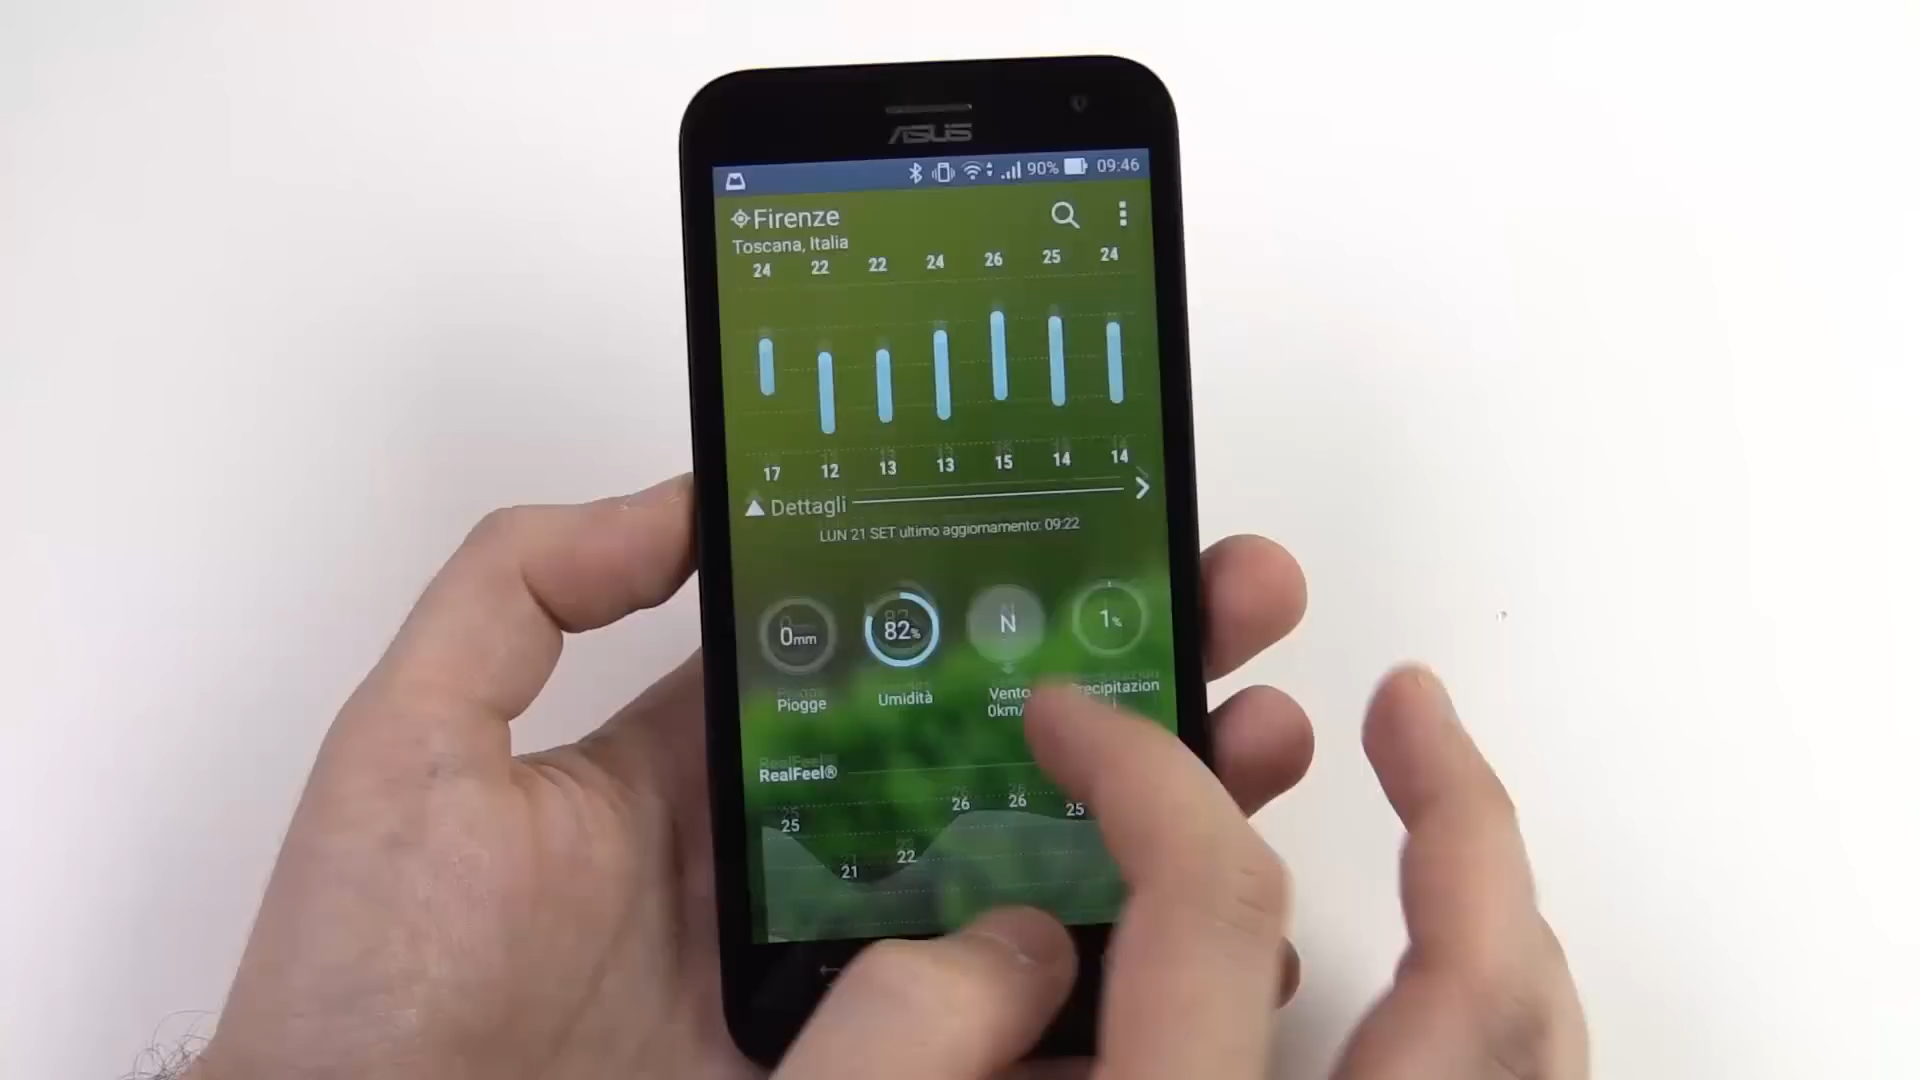 ASUS
90% 09:46
Firenze
Toscana, Italia
24 22 22 24 26 25 24
17 12 13 13 15 14 14
Dettagli
LUN 21 SET ultimo aggiornamento: 09:22
0mm 82% N 1%
Piogge Umidità Vento Precipitazion
0km/
RealFeel®
25 21 22 26 26 25